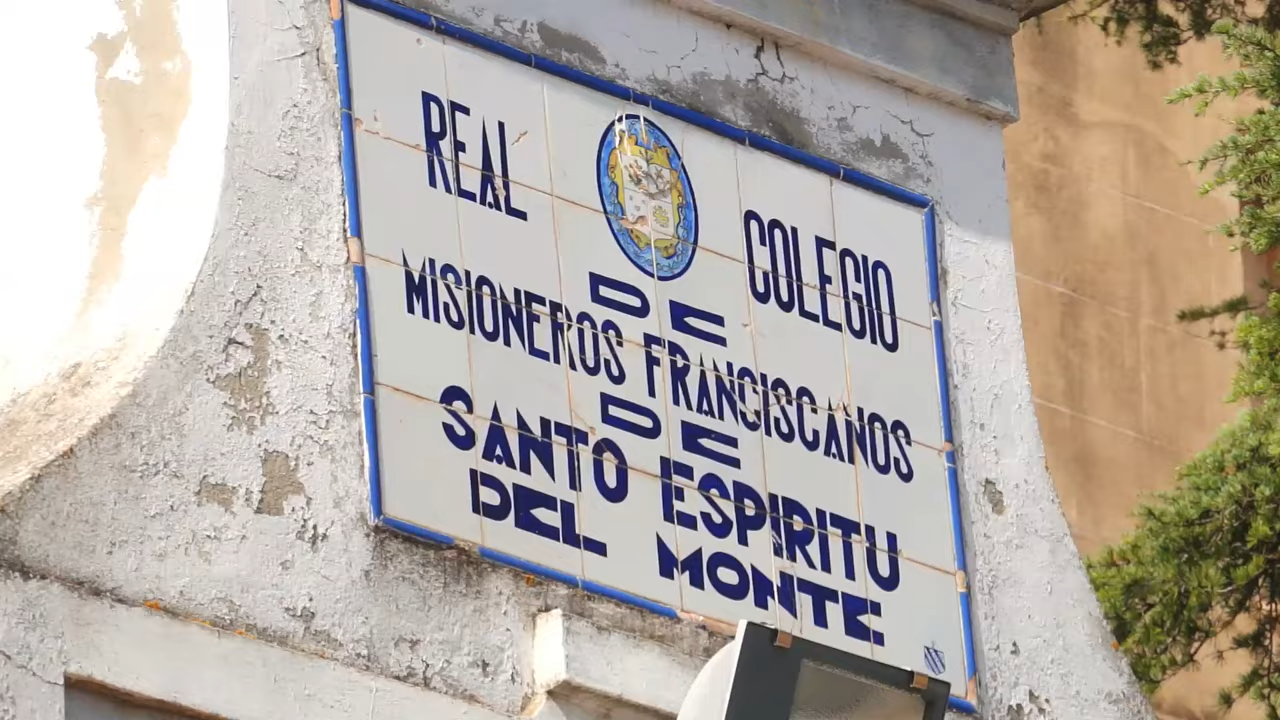 REAL COLEGIO
DE
MISIONEROS FRANCISCANOS
DE
SANTO ESPIRITU
DEL MONTE